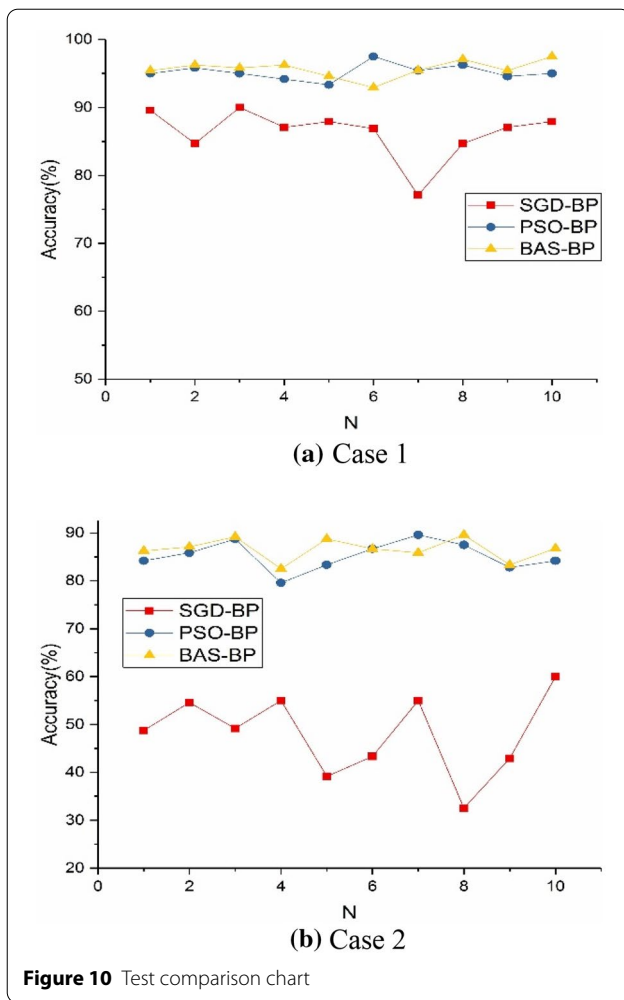 100
90
80
70
60
50
Accuracy(%)
SGD-BP
PSO-BP
BAS-BP
0 2 4 6 8 10
N
(a) Case 1
90
80
70
60
50
40
30
20
Accuracy(%)
SGD-BP
PSO-BP
BAS-BP
0 2 4 6 8 10
N
(b) Case 2
Figure 10 Test comparison chart